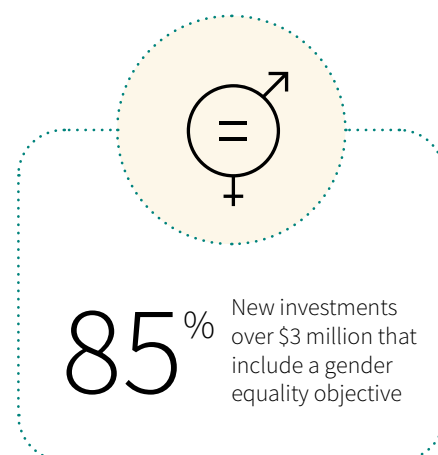 85%
New investments
over $3 million that
include a gender
equality objective